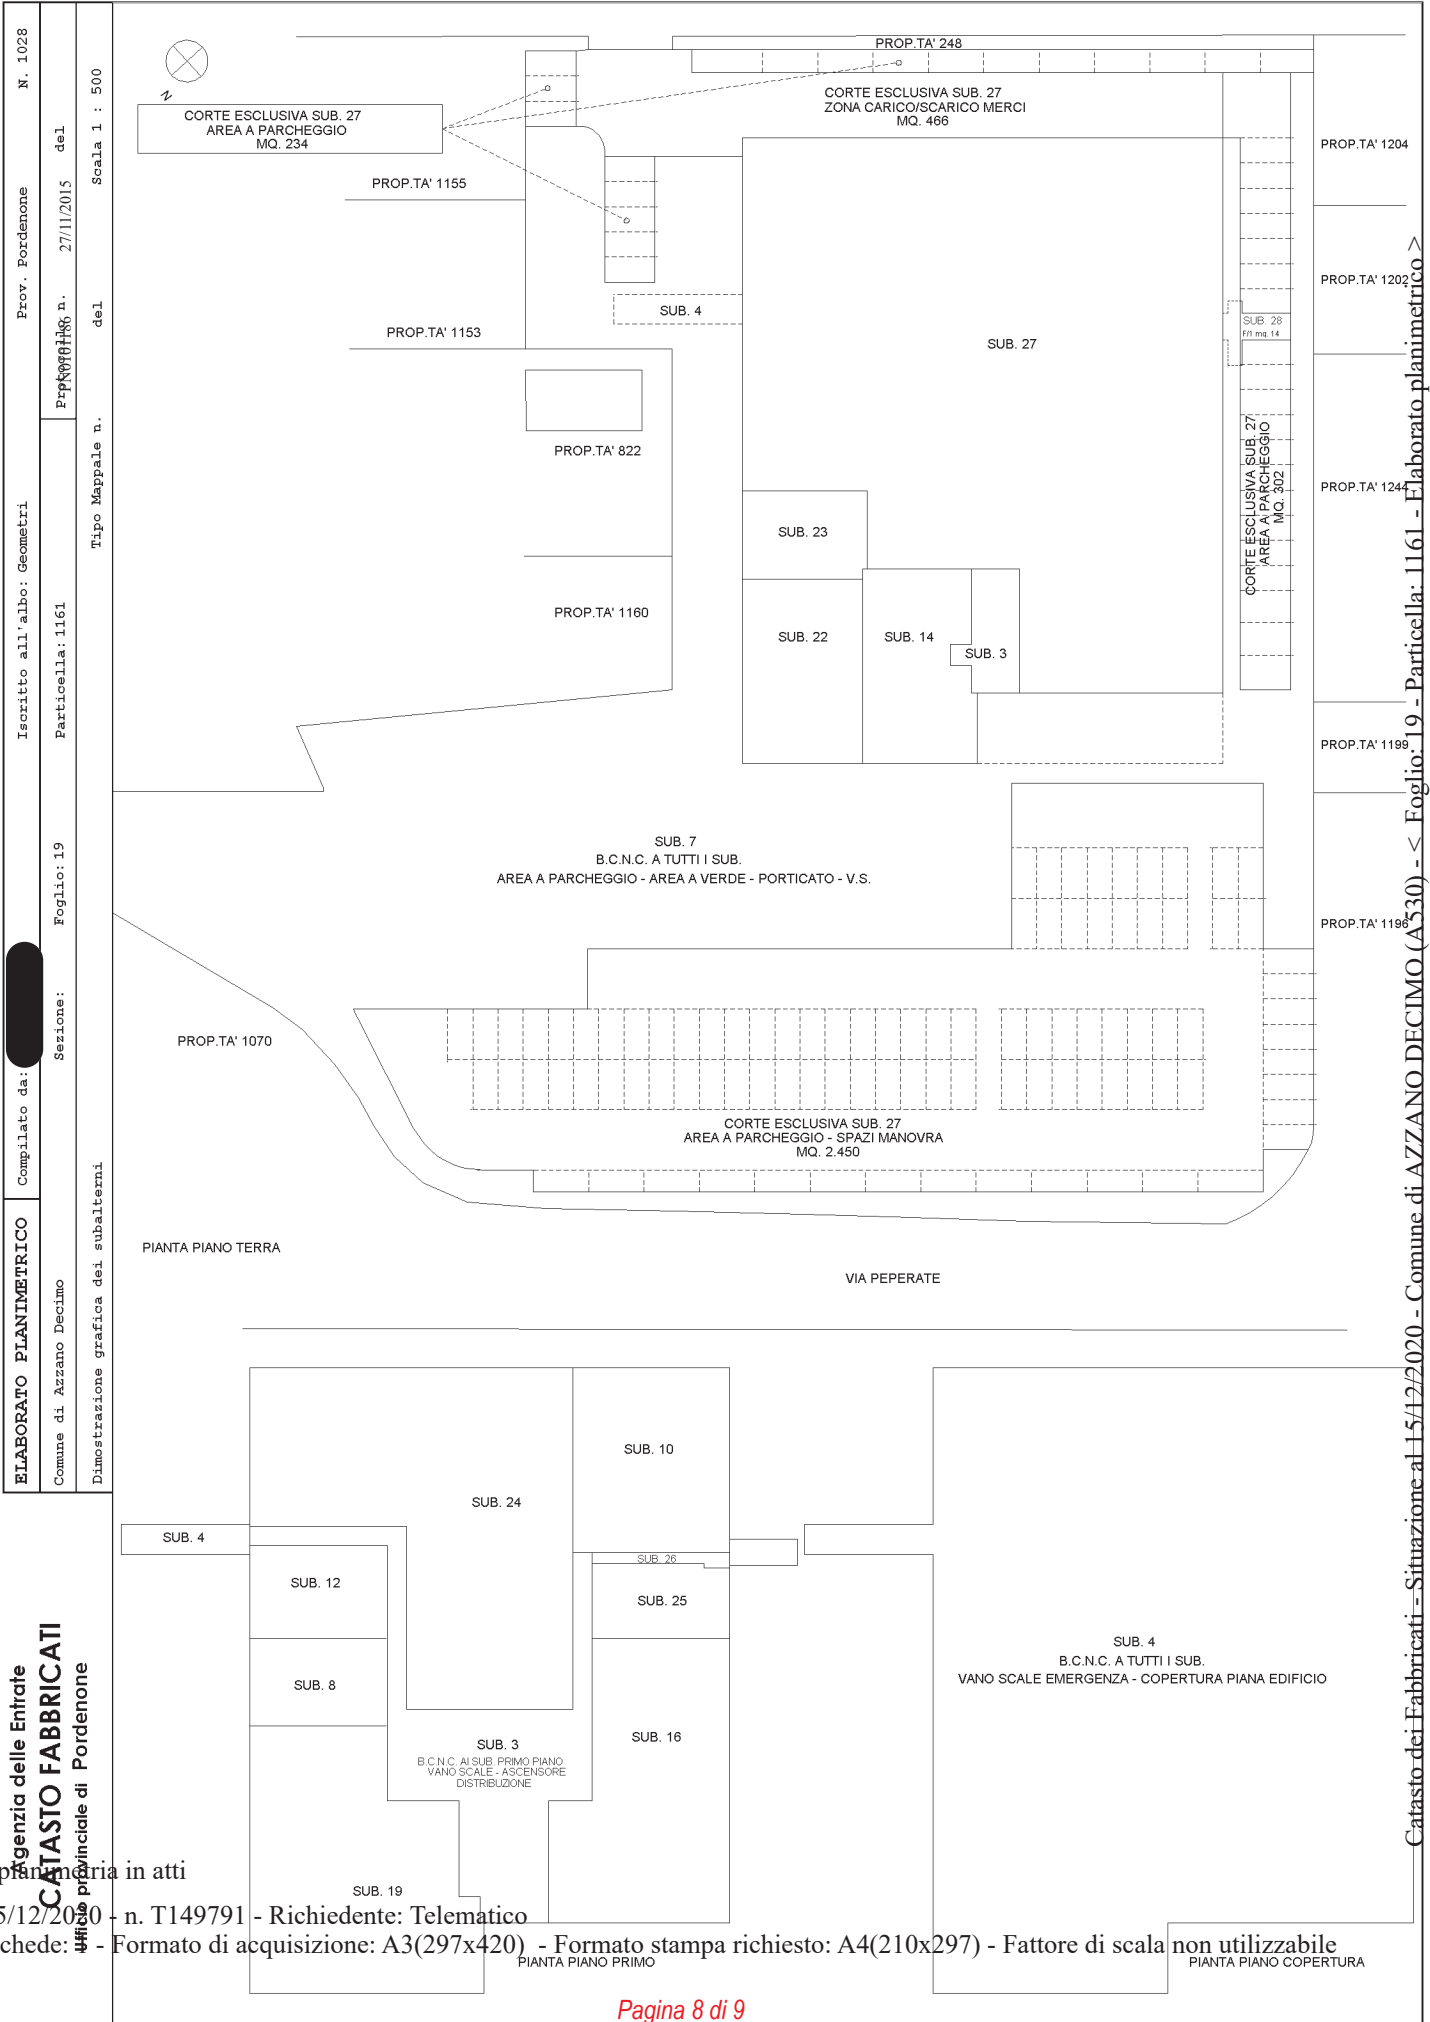 ELABORATO PLANIMETRICO
Compilato da:
Iscritto all'albo: Geometri
Prov. Pordenone
N. 1028
Comune di Azzano Decimo
Sezione:
Foglio: 19
Particella: 1161
Protocollo n.
27/11/2015
del
Dimostrazione grafica dei subalterni
Tipo Mappale n.
del
Scala 1 : 500
N
CORTE ESCLUSIVA SUB. 27
AREA A PARCHEGGIO
MQ. 234
PROP.TA' 248
CORTE ESCLUSIVA SUB. 27
ZONA CARICO/SCARICO MERCI
MQ. 466
PROP.TA' 1204
PROP.TA' 1155
PROP.TA' 1202
SUB. 4
SUB. 28
F/1 mq. 14
PROP.TA' 1153
SUB. 27
PROP.TA' 822
CORTE ESCLUSIVA SUB. 27
AREA A PARCHEGGIO
MQ. 302
PROP.TA' 1244
SUB. 23
PROP.TA' 1160
SUB. 22
SUB. 14
SUB. 3
PROP.TA' 1199
SUB. 7
B.C.N.C. A TUTTI I SUB.
AREA A PARCHEGGIO - AREA A VERDE - PORTICATO - V.S.
PROP.TA' 1196
PROP.TA' 1070
CORTE ESCLUSIVA SUB. 27
AREA A PARCHEGGIO - SPAZI MANOVRA
MQ. 2.450
PIANTA PIANO TERRA
VIA PEPERATE
SUB. 10
SUB. 24
SUB. 4
SUB. 26
SUB. 12
SUB. 25
SUB. 8
SUB. 16
SUB. 3
B.C.N.C. AI SUB. PRIMO PIANO
VANO SCALE - ASCENSORE
DISTRIBUZIONE
SUB. 19
PIANTA PIANO PRIMO
SUB. 4
B.C.N.C. A TUTTI I SUB.
VANO SCALE EMERGENZA - COPERTURA PIANA EDIFICIO
PIANTA PIANO COPERTURA
Agenzia delle Entrate
CATASTO FABBRICATI
Ufficio provinciale di Pordenone
Catasto dei Fabbricati - Situazione al 15/12/2020 - Comune di AZZANO DECIMO (A530) - < Foglio: 19 - Particella: 1161 - Elaborato planimetrico >
planimetria in atti
5/12/2020 - n. T149791 - Richiedente: Telematico
chede: - Formato di acquisizione: A3(297x420) - Formato stampa richiesto: A4(210x297) - Fattore di scala non utilizzabile
Pagina 8 di 9